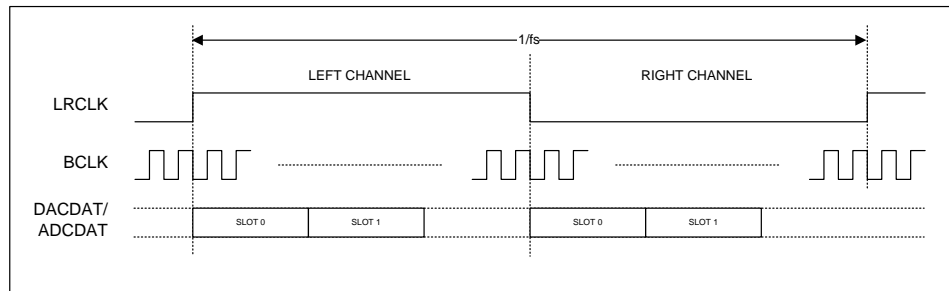 1/fs
LEFT CHANNEL RIGHT CHANNEL
LRCLK
BCLK
DACDAT/
ADCDAT
SLOT 0 SLOT 1 SLOT 0 SLOT 1